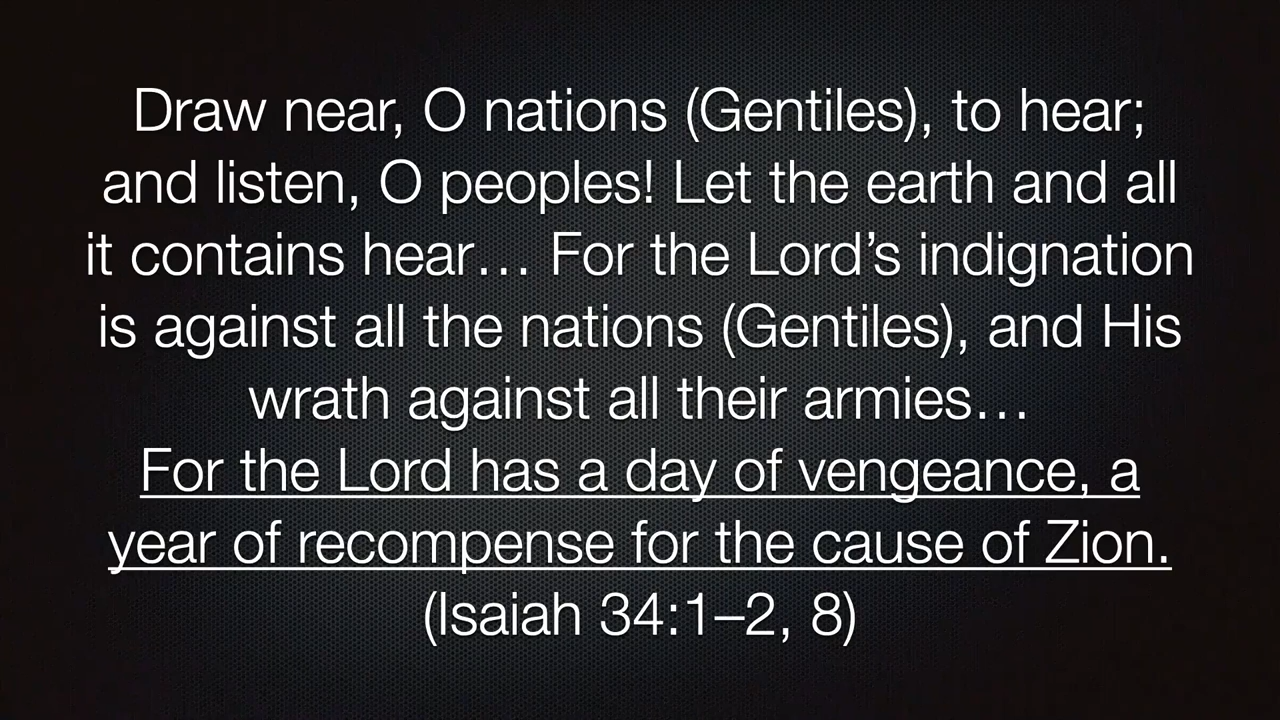 Draw near, O nations (Gentiles), to hear;
and listen, O peoples! Let the earth and all
it contains hear… For the Lord’s indignation
is against all the nations (Gentiles), and His
wrath against all their armies…
For the Lord has a day of vengeance, a
year of recompense for the cause of Zion.
(Isaiah 34:1–2, 8)